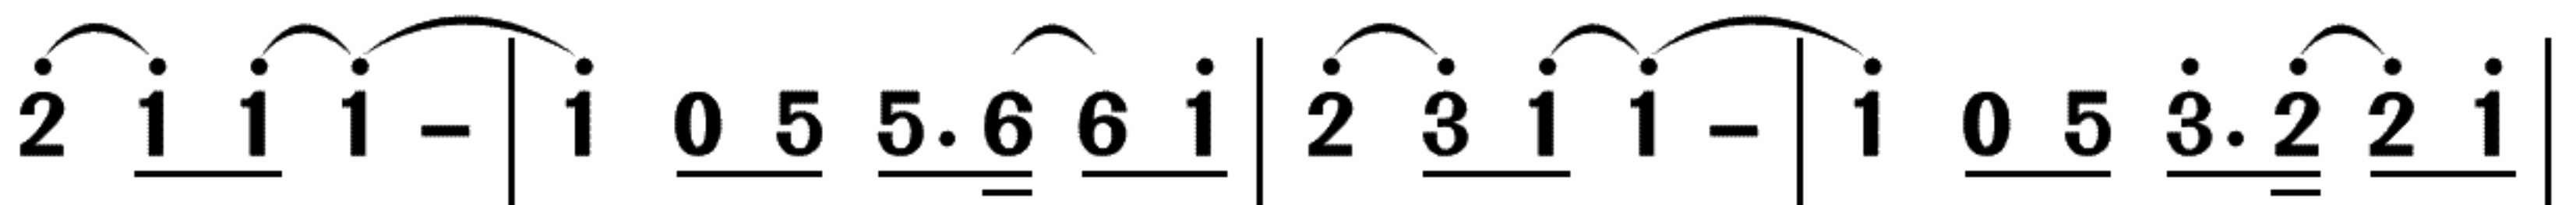 2̇ 1̇ 1̇ 1̇ – | 1̇ 0 5 5. 6 6 1̇ | 2̇ 3̇ 1̇ 1̇ – | 1̇ 0 5 3̇. 2̇ 2̇ 1̇ |